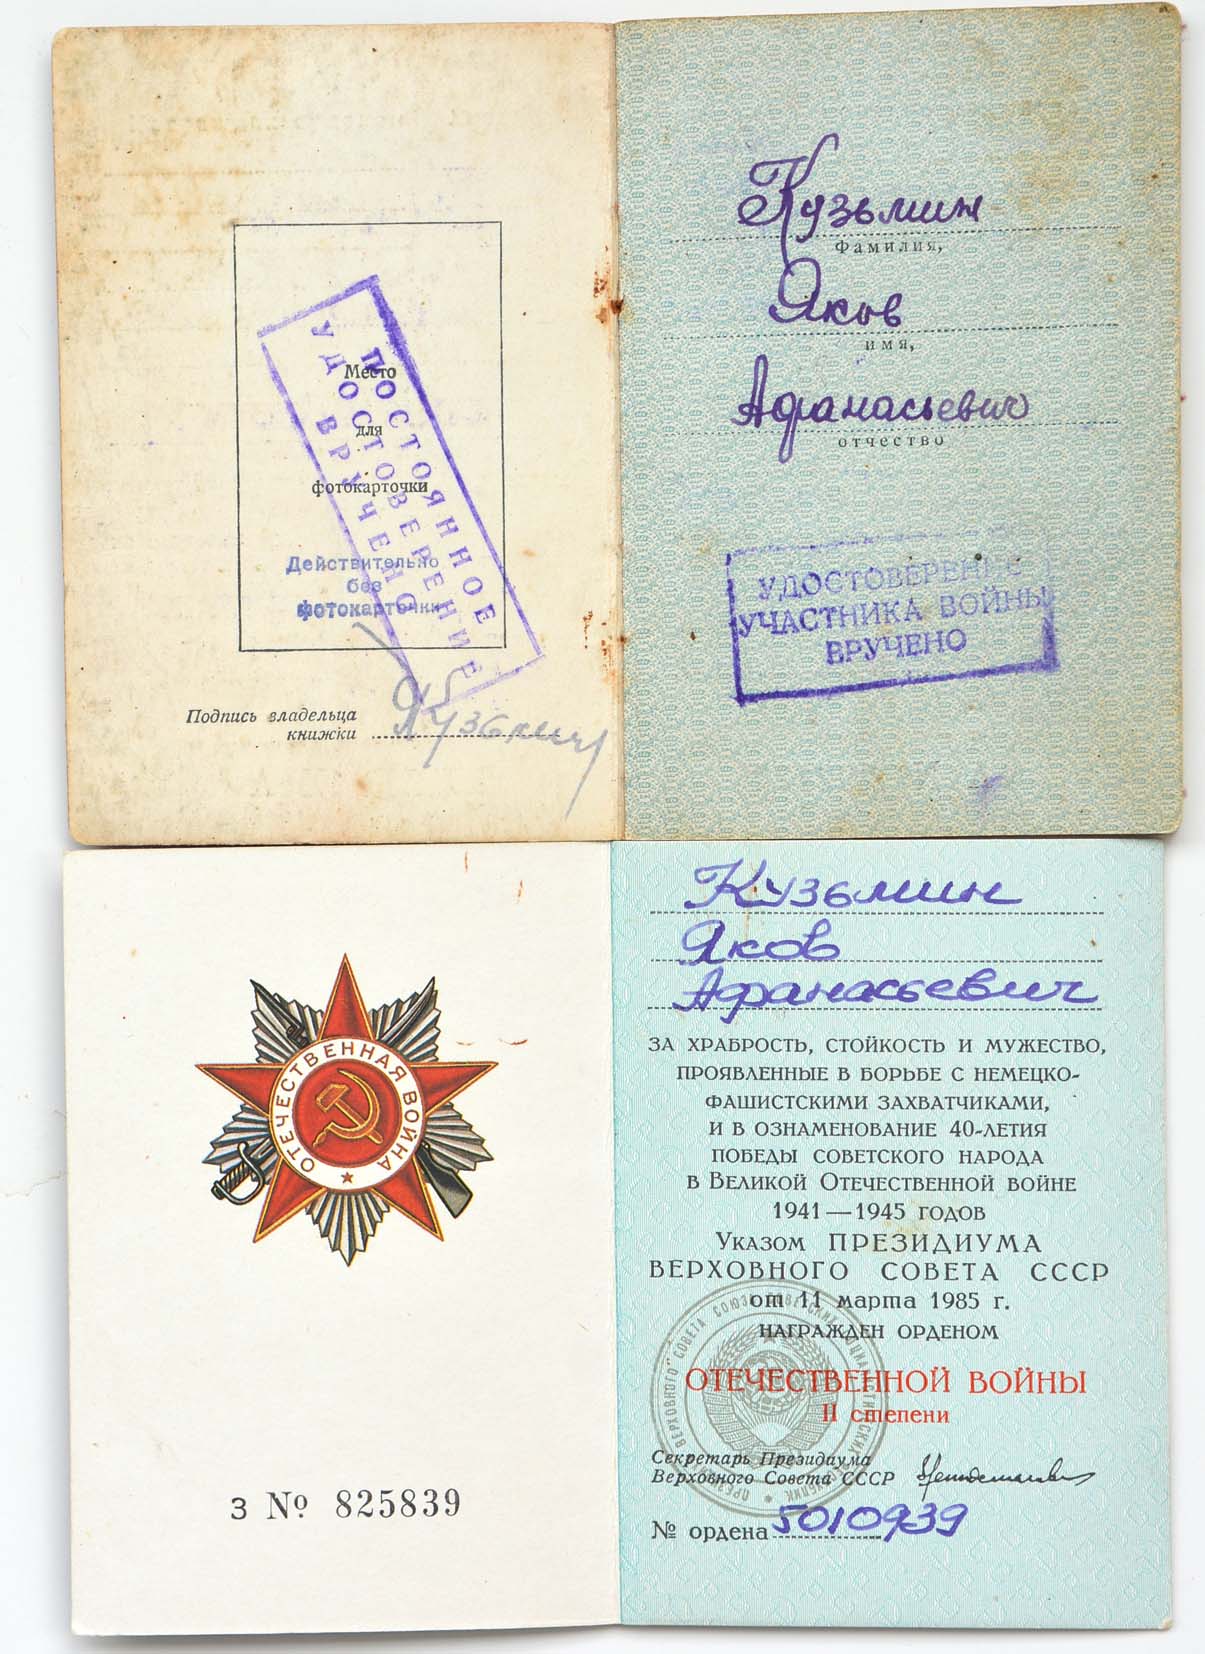 Место
для
фотокарточки
Действительно
без
фотокарточки
ПОСТОЯННОЕ
УДОСТОВЕРЕНИЕ
ВРУЧЕНО
Подпись владельца
книжки ЯКузьмин
Кузьмин
Фамилия,
Яков
имя,
Афанасьевич
отчество
УДОСТОВЕРЕНИЕ
УЧАСТНИКА ВОЙНЫ
ВРУЧЕНО
ОТЕЧЕСТВЕННАЯ ВОЙНА
З № 825839
Кузьмин
Яков
Афанасьевич
ЗА ХРАБРОСТЬ, СТОЙКОСТЬ И МУЖЕСТВО,
ПРОЯВЛЕННЫЕ В БОРЬБЕ С НЕМЕЦКО-
ФАШИСТСКИМИ ЗАХВАТЧИКАМИ,
И В ОЗНАМЕНОВАНИЕ 40-ЛЕТИЯ
ПОБЕДЫ СОВЕТСКОГО НАРОДА
В ВЕЛИКОЙ ОТЕЧЕСТВЕННОЙ ВОЙНЕ
1941—1945 ГОДОВ
УКАЗОМ ПРЕЗИДИУМА
ВЕРХОВНОГО СОВЕТА СССР
от 11 марта 1985 г.
НАГРАЖДЕН ОРДЕНОМ
ОТЕЧЕСТВЕННОЙ ВОЙНЫ
II степени
Секретарь Президиума
Верховного Совета СССР
№ ордена 5010939